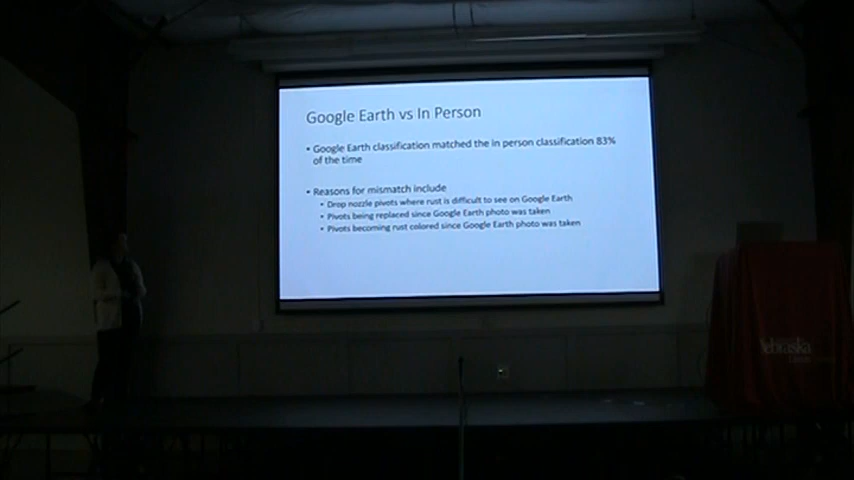 Google Earth vs In Person
• Google Earth classification matched the in person classification 83%
of the time
• Reasons for mismatch include
• Drop nozzle pivots where rust is difficult to see on Google Earth
• Pivots being replaced since Google Earth photo was taken
• Pivots becoming rust colored since Google Earth photo was taken
Nebraska